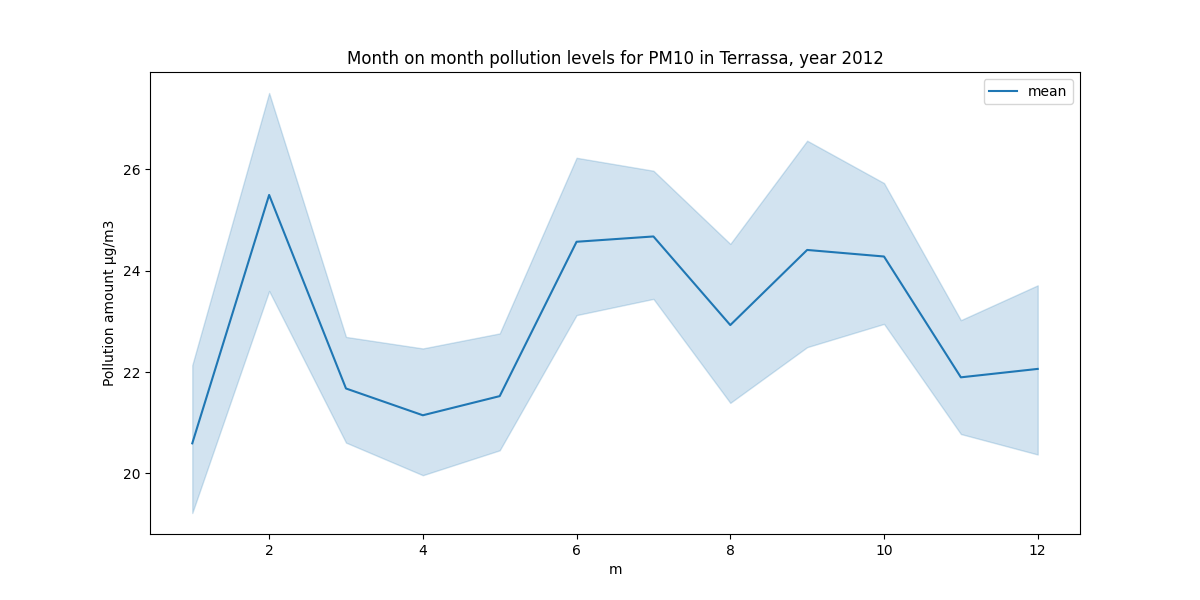 Month on month pollution levels for PM10 in Terrassa, year 2012
mean
Pollution amount µg/m3
26
24
22
20
2
4
6
8
10
12
m